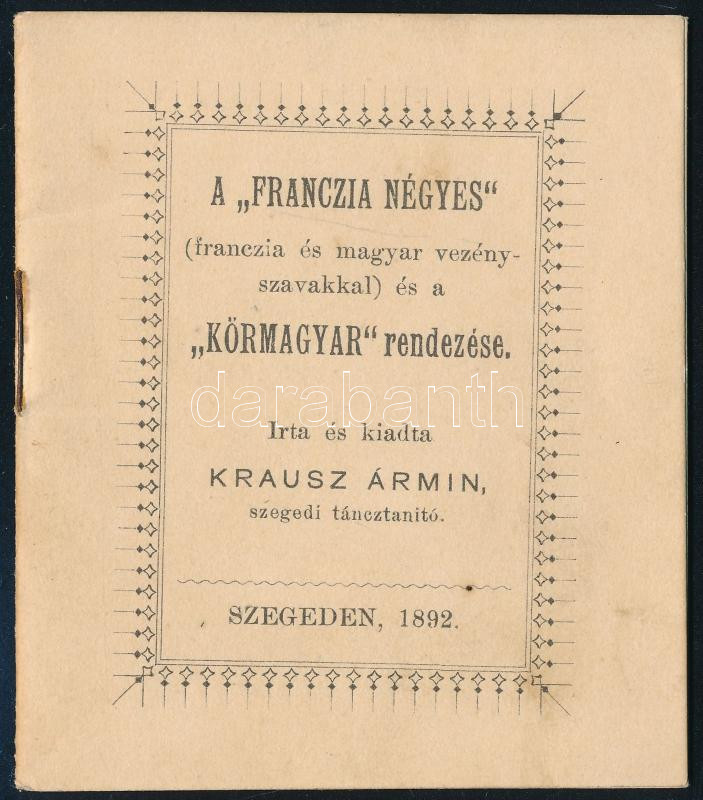 A „FRANCZIA NÉGYES“
(franczia és magyar vezény-
szavakkal) és a
„KÖRMAGYAR“ rendezése.
darabanth
Irta és kiadta
KRAUSZ ÁRMIN,
szegedi táncztanitó.
SZEGEDEN, 1892.